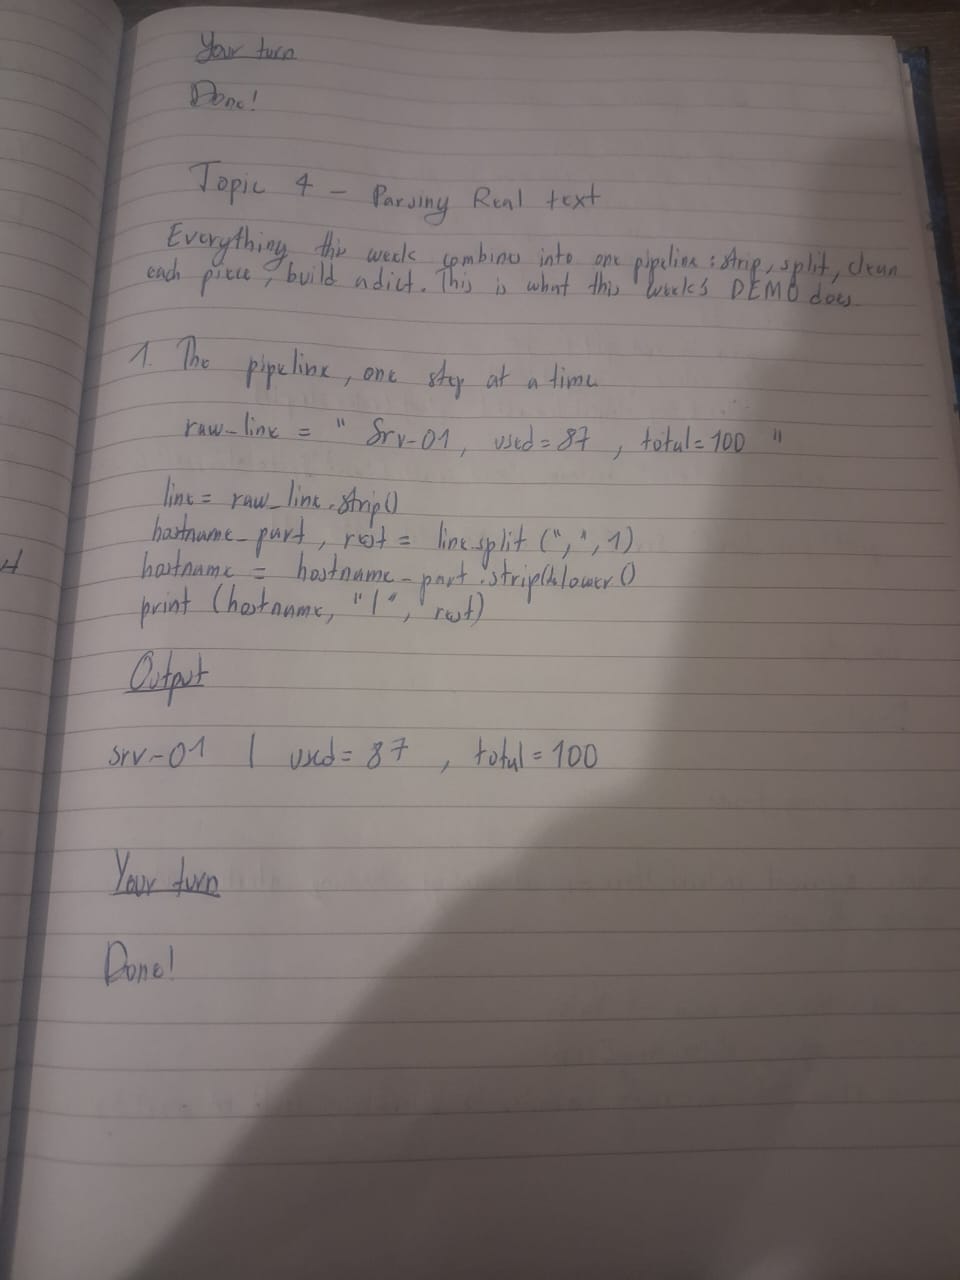 Your turn
Done!
Topic 4 - Parsing Real text
Everything this week combines into one pipeline: strip, split, clean
each piece, build a dict. This is what this week's DEMO does
1. The pipeline, one step at a time
raw_line = " Srv-01, used=87 , total=100 "
line= raw_line.strip()
hostname_part, rest = line.split (",", 1)
hostname = hostname_part.strip().lower()
print (hostname, "|", rest)
Output
srv-01 | used= 87 , total=100
Your turn
Done!